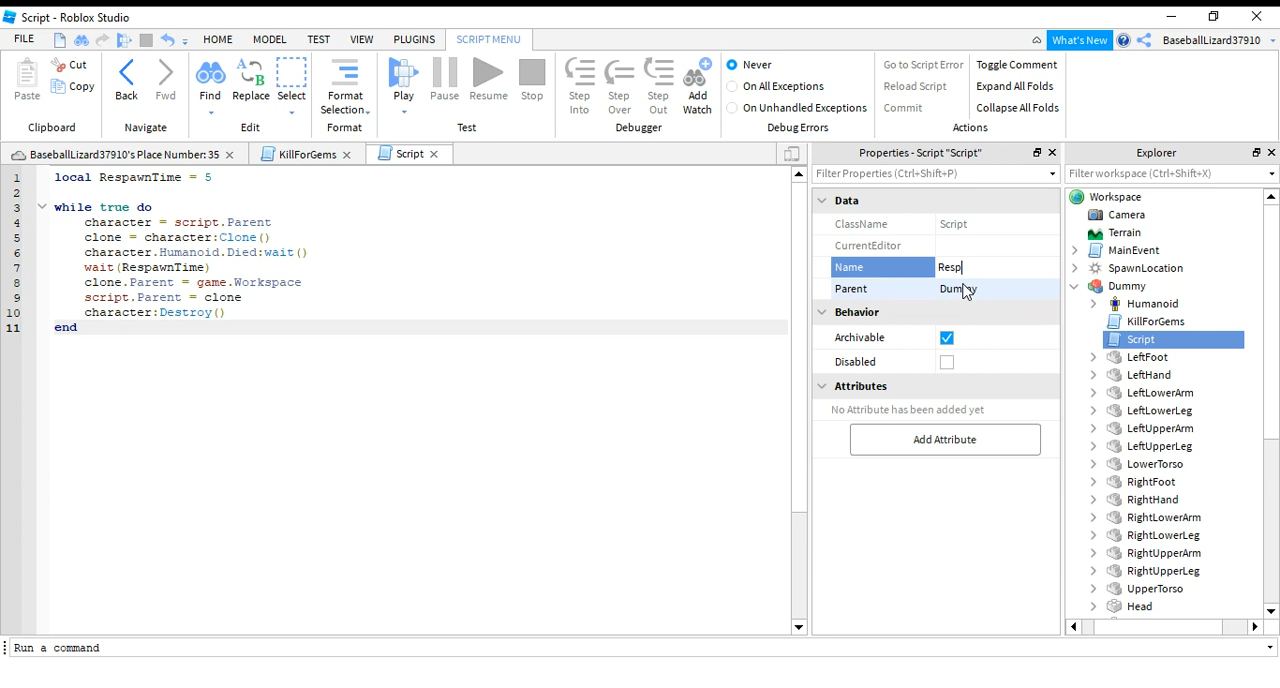 Script - Roblox Studio
FILE HOME MODEL TEST VIEW PLUGINS SCRIPT MENU What's New BaseballLizard37910
Paste Cut Copy Clipboard
Back Fwd Navigate
Find Replace Select Edit
Format Selection Format
Play Pause Resume Stop Test
Step Into Step Over Step Out Add Watch Debugger
Never
On All Exceptions
On Unhandled Exceptions
Debug Errors
Go to Script Error Toggle Comment
Reload Script Expand All Folds
Commit Collapse All Folds
Actions
BaseballLizard37910's Place Number: 35 KillForGems Script
1 local RespawnTime = 5
2
3 while true do
4 character = script.Parent
5 clone = character:Clone()
6 character.Humanoid.Died:wait()
7 wait(RespawnTime)
8 clone.Parent = game.Workspace
9 script.Parent = clone
10 character:Destroy()
11 end
Properties - Script "Script"
Filter Properties (Ctrl+Shift+P)
Data
ClassName Script
CurrentEditor
Name Resp
Parent Dummy
Behavior
Archivable
Disabled
Attributes
No Attribute has been added yet
Add Attribute
Explorer
Filter workspace (Ctrl+Shift+X)
Workspace
Camera
Terrain
MainEvent
SpawnLocation
Dummy
Humanoid
KillForGems
Script
LeftFoot
LeftHand
LeftLowerArm
LeftLowerLeg
LeftUpperArm
LeftUpperLeg
LowerTorso
RightFoot
RightHand
RightLowerArm
RightLowerLeg
RightUpperArm
RightUpperLeg
UpperTorso
Head
Run a command